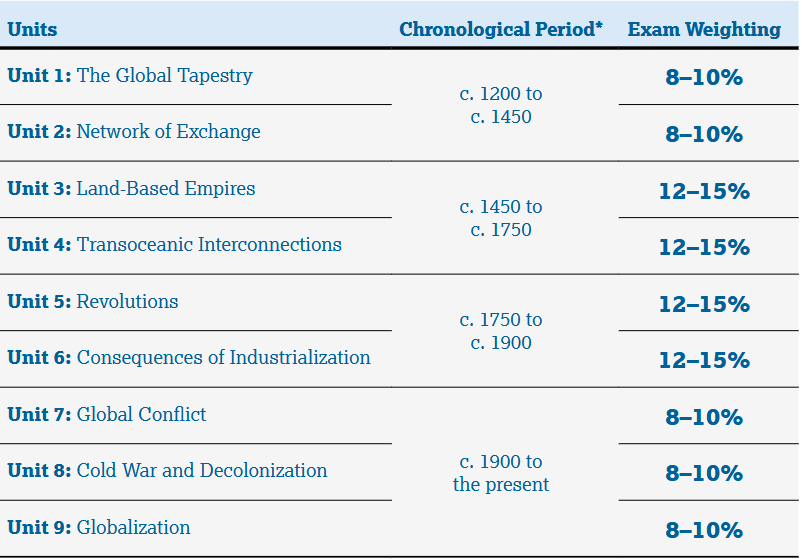 Units Chronological Period* Exam Weighting
Unit 1: The Global Tapestry 8–10%
c. 1200 to
c. 1450
Unit 2: Network of Exchange 8–10%
Unit 3: Land-Based Empires 12–15%
c. 1450 to
c. 1750
Unit 4: Transoceanic Interconnections 12–15%
Unit 5: Revolutions 12–15%
c. 1750 to
c. 1900
Unit 6: Consequences of Industrialization 12–15%
Unit 7: Global Conflict 8–10%
Unit 8: Cold War and Decolonization 8–10%
c. 1900 to
the present
Unit 9: Globalization 8–10%